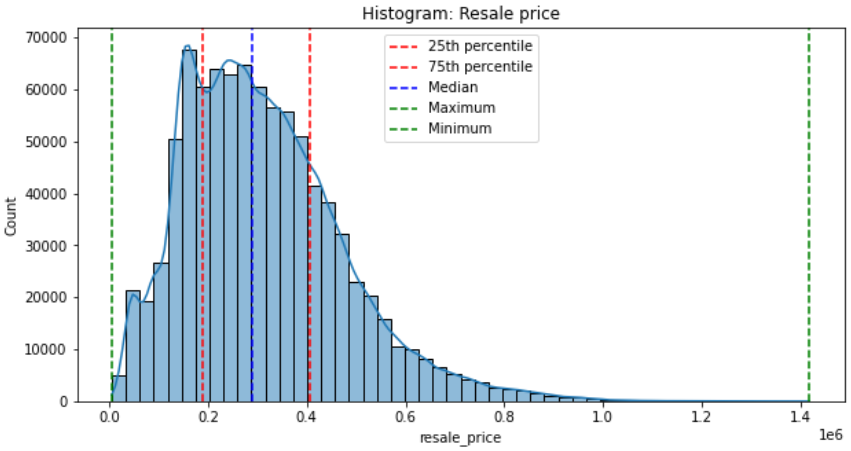 Histogram: Resale price
70000
60000
50000
40000
30000
20000
10000
0
Count
25th percentile
75th percentile
Median
Maximum
Minimum
0.0 0.2 0.4 0.6 0.8 1.0 1.2 1.4
1e6
resale_price